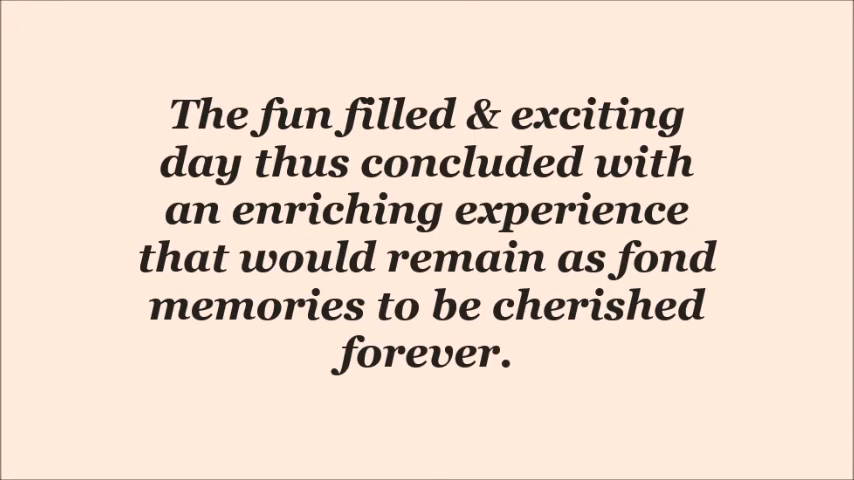 The fun filled & exciting
day thus concluded with
an enriching experience
that would remain as fond
memories to be cherished
forever.